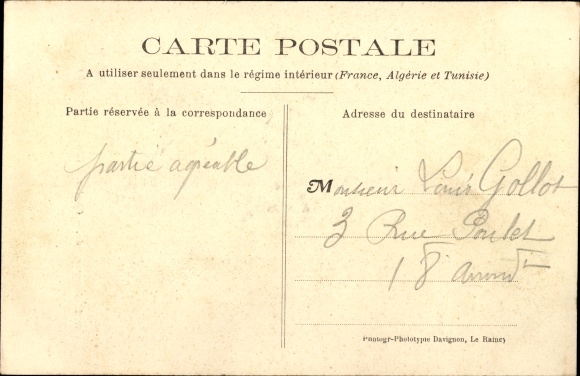 CARTE POSTALE
A utiliser seulement dans le régime intérieur (France, Algérie et Tunisie)
Partie réservée à la correspondance
partie agréable
Adresse du destinataire
Monsieur Louis Gollot
3 Rue Poulet
18 Arrondt
Photogr-Phototypie Davignon, Le Raincy